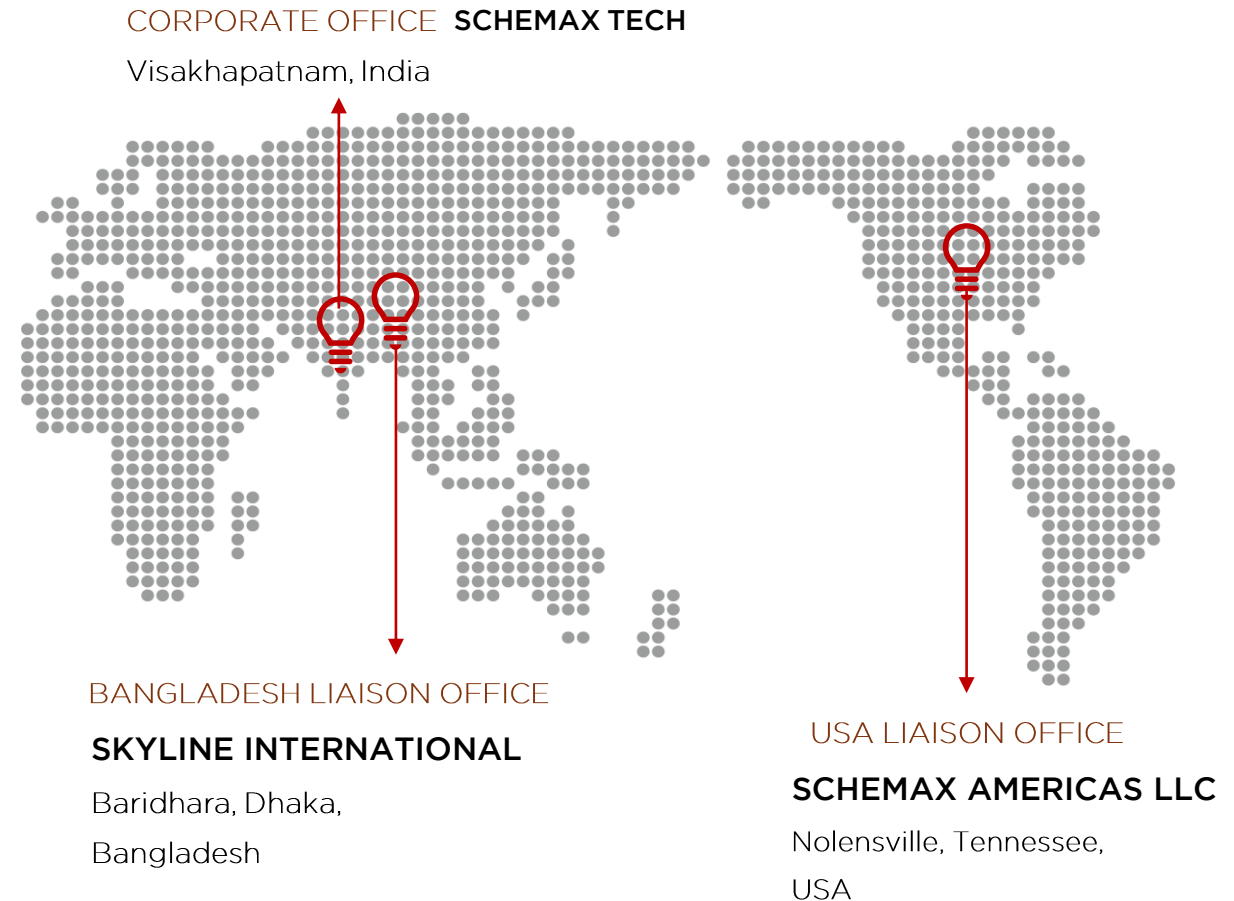 CORPORATE OFFICE SCHEMAX TECH
Visakhapatnam, India
BANGLADESH LIAISON OFFICE
SKYLINE INTERNATIONAL
Baridhara, Dhaka,
Bangladesh
USA LIAISON OFFICE
SCHEMAX AMERICAS LLC
Nolensville, Tennessee,
USA